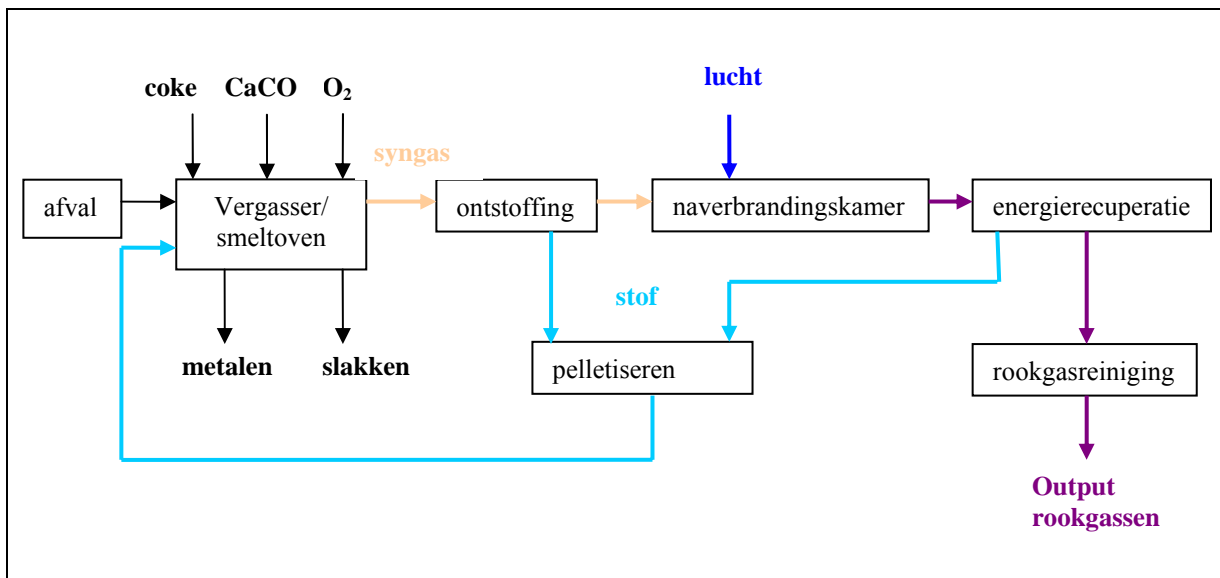 coke CaCO O₂
lucht
syngas
afval
Vergasser/
smeltoven
ontstoffing
naverbrandingskamer
energierecuperatie
stof
metalen
slakken
pelletiseren
rookgasreiniging
Output
rookgassen